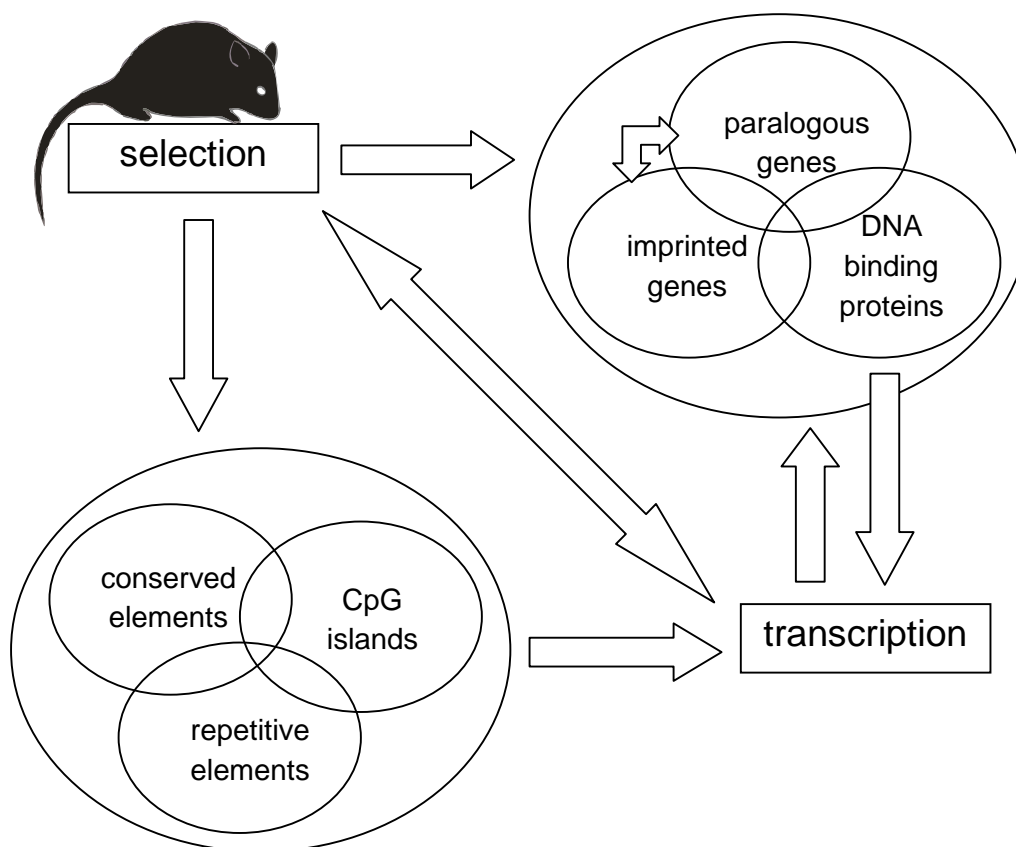 selection
paralogous
genes
imprinted
genes
DNA
binding
proteins
conserved
elements
CpG
islands
repetitive
elements
transcription